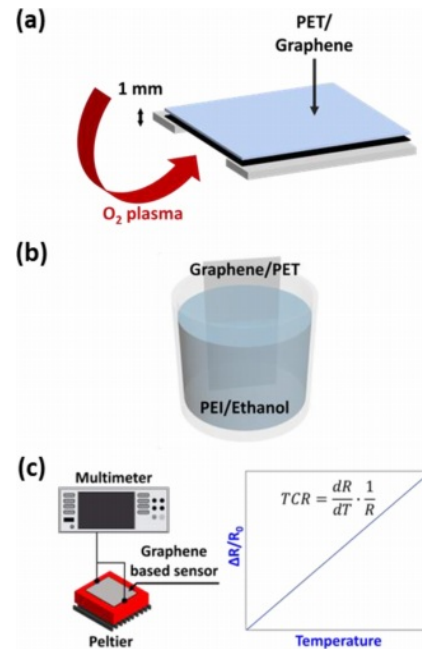 (a)
PET/
Graphene
1 mm
O₂ plasma
(b)
Graphene/PET
PEI/Ethanol
(c)
Multimeter
Graphene
based sensor
Peltier
TCR = dR/dT · 1/R
ΔR/R₀
Temperature